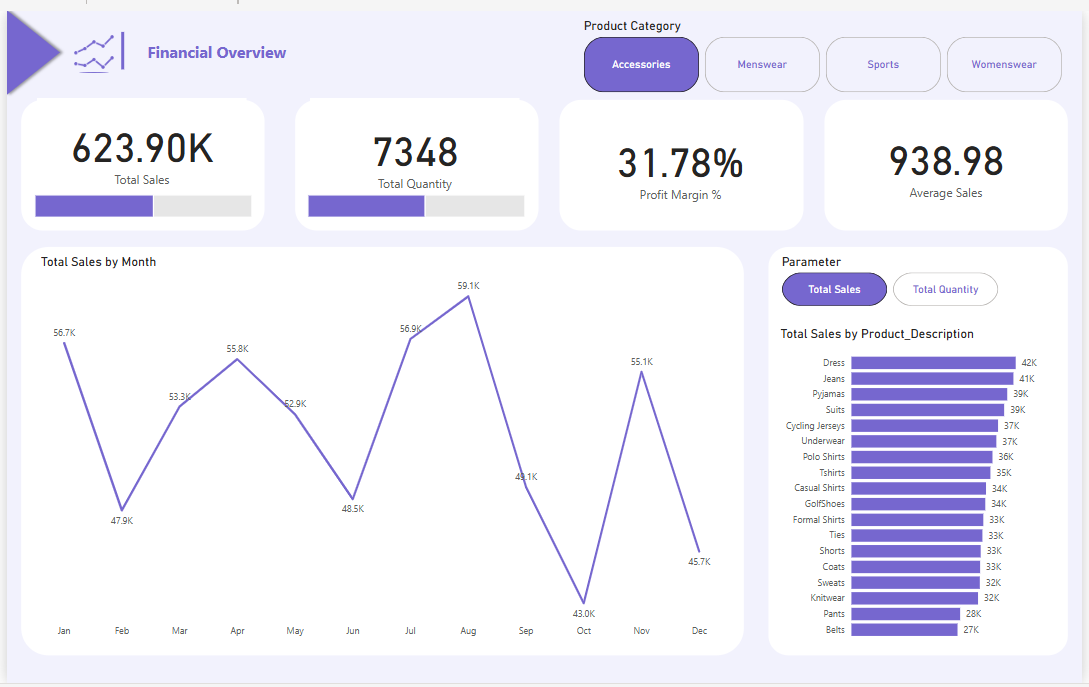 Financial Overview
Product Category
Accessories
Menswear
Sports
Womenswear
623.90K
Total Sales
7348
Total Quantity
31.78%
Profit Margin %
938.98
Average Sales
Total Sales by Month
56.7K
47.9K
53.3K
55.8K
52.9K
48.5K
56.9K
59.1K
49.1K
43.0K
55.1K
45.7K
Jan Feb Mar Apr May Jun Jul Aug Sep Oct Nov Dec
Parameter
Total Sales
Total Quantity
Total Sales by Product_Description
Dress 42K
Jeans 41K
Pyjamas 39K
Suits 39K
Cycling Jerseys 37K
Underwear 37K
Polo Shirts 36K
Tshirts 35K
Casual Shirts 34K
GolfShoes 34K
Formal Shirts 33K
Ties 33K
Shorts 33K
Coats 33K
Sweats 32K
Knitwear 32K
Pants 28K
Belts 27K